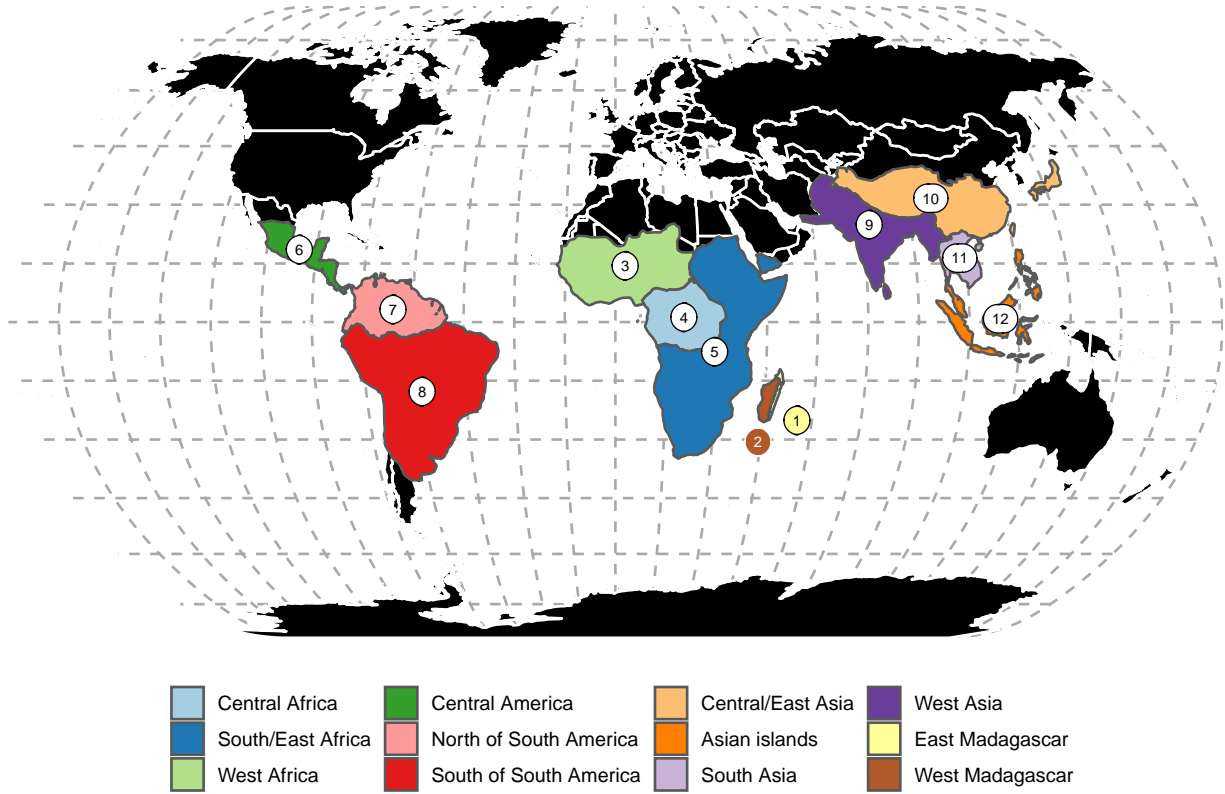 10
9
6
11
3
7
4
12
5
8
1
2
Central Africa
Central America
Central/East Asia
West Asia
South/East Africa
North of South America
Asian islands
East Madagascar
West Africa
South of South America
South Asia
West Madagascar